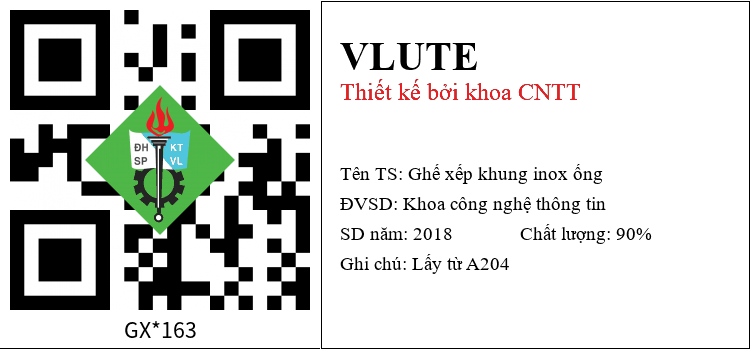 ĐH KT
SP VL
GX*163
VLUTE
Thiết kế bởi khoa CNTT
Tên TS: Ghế xếp khung inox ống
ĐVSD: Khoa công nghệ thông tin
SD năm: 2018 Chất lượng: 90%
Ghi chú: Lấy từ A204